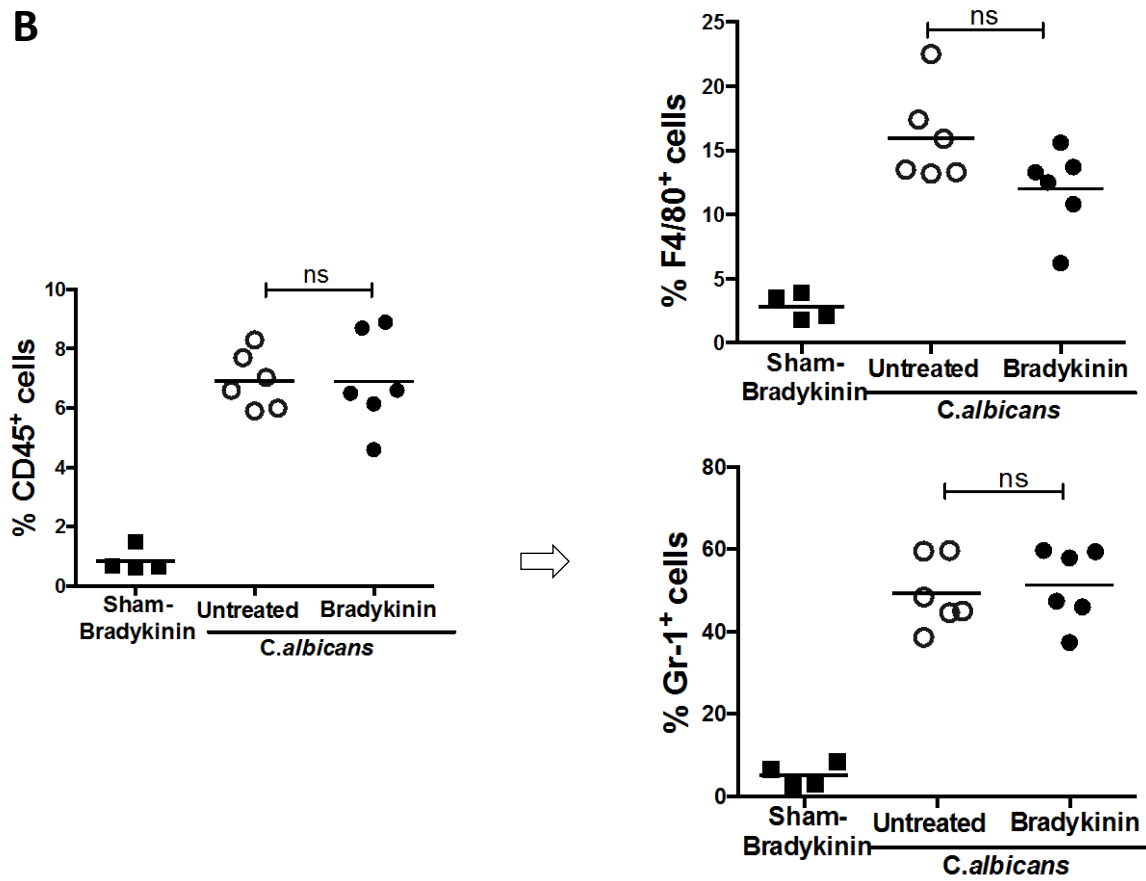 B
% CD45+ cells
10
8
6
4
2
0
ns
Sham-
Bradykinin
Untreated
Bradykinin
C.albicans
% F4/80+ cells
25
20
15
10
5
0
ns
Sham-
Bradykinin
Untreated
Bradykinin
C.albicans
% Gr-1+ cells
80
60
40
20
0
ns
Sham-
Bradykinin
Untreated
Bradykinin
C.albicans